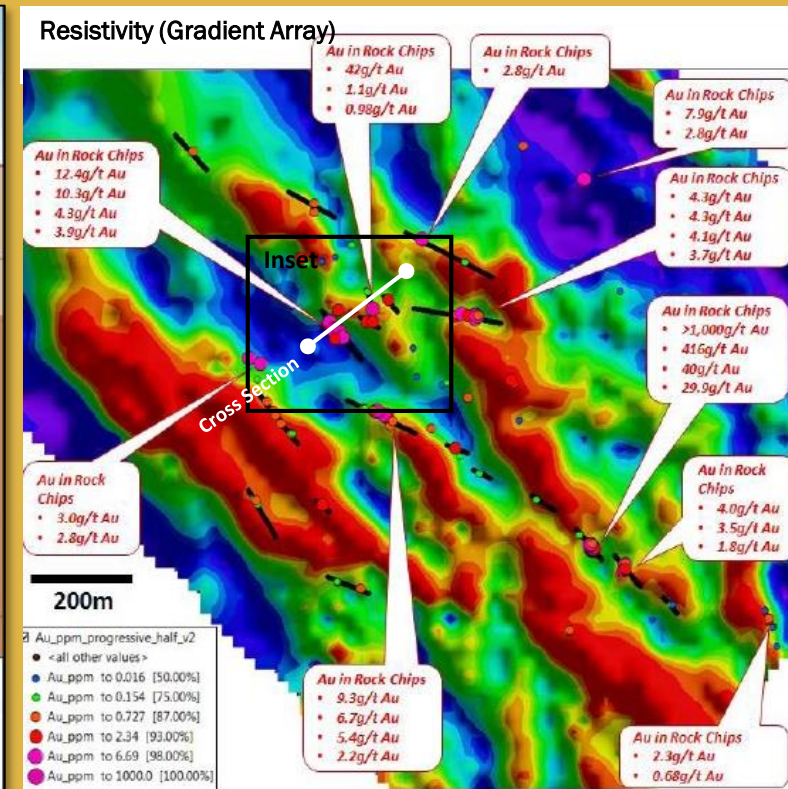 Resistivity (Gradient Array)
Au in Rock Chips
• 42g/t Au
• 1.1g/t Au
• 0.98g/t Au
Au in Rock Chips
• 2.8g/t Au
Au in Rock Chips
• 7.9g/t Au
• 2.8g/t Au
Au in Rock Chips
• 12.4g/t Au
• 10.3g/t Au
• 4.3g/t Au
• 3.9g/t Au
Au in Rock Chips
• 4.3g/t Au
• 4.3g/t Au
• 4.1g/t Au
• 3.7g/t Au
Inset
Cross Section
Au in Rock Chips
• >1,000g/t Au
• 416g/t Au
• 40g/t Au
• 29.9g/t Au
Au in Rock
Chips
• 3.0g/t Au
• 2.8g/t Au
Au in Rock
Chips
• 4.0g/t Au
• 3.5g/t Au
• 1.8g/t Au
200m
Au_ppm_progressive_half_v2
<all other values>
Au_ppm to 0.016 [50.00%]
Au_ppm to 0.154 [75.00%]
Au_ppm to 0.727 [87.00%]
Au_ppm to 2.34 [93.00%]
Au_ppm to 6.69 [98.00%]
Au_ppm to 1000.0 [100.00%]
Au in Rock Chips
• 9.3g/t Au
• 6.7g/t Au
• 5.4g/t Au
• 2.2g/t Au
Au in Rock Chips
• 2.3g/t Au
• 0.68g/t Au